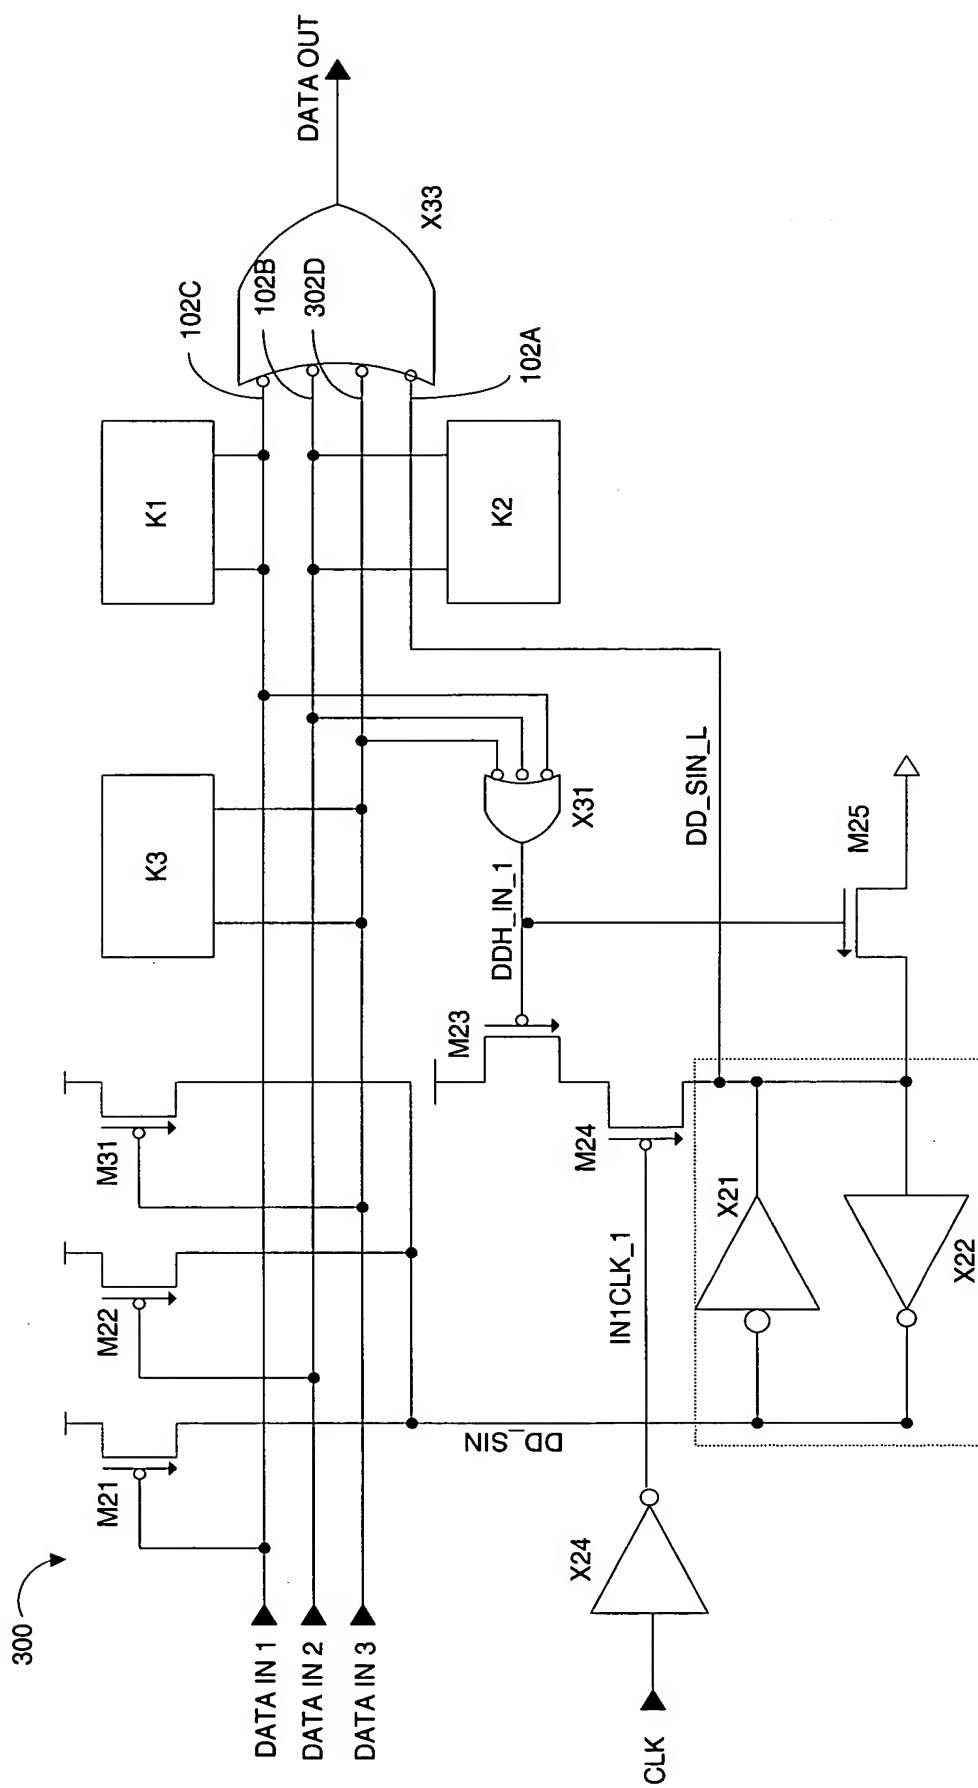 300
M21
M22
M31
K3
K1
102C
102B
302D
102A
X33
DATA OUT
DATA IN 1
DATA IN 2
DATA IN 3
DD_SIN
M23
DDH_IN_1
X31
K2
CLK
X24
IN1CLK_1
M24
DD_SIN_L
X21
X22
M25